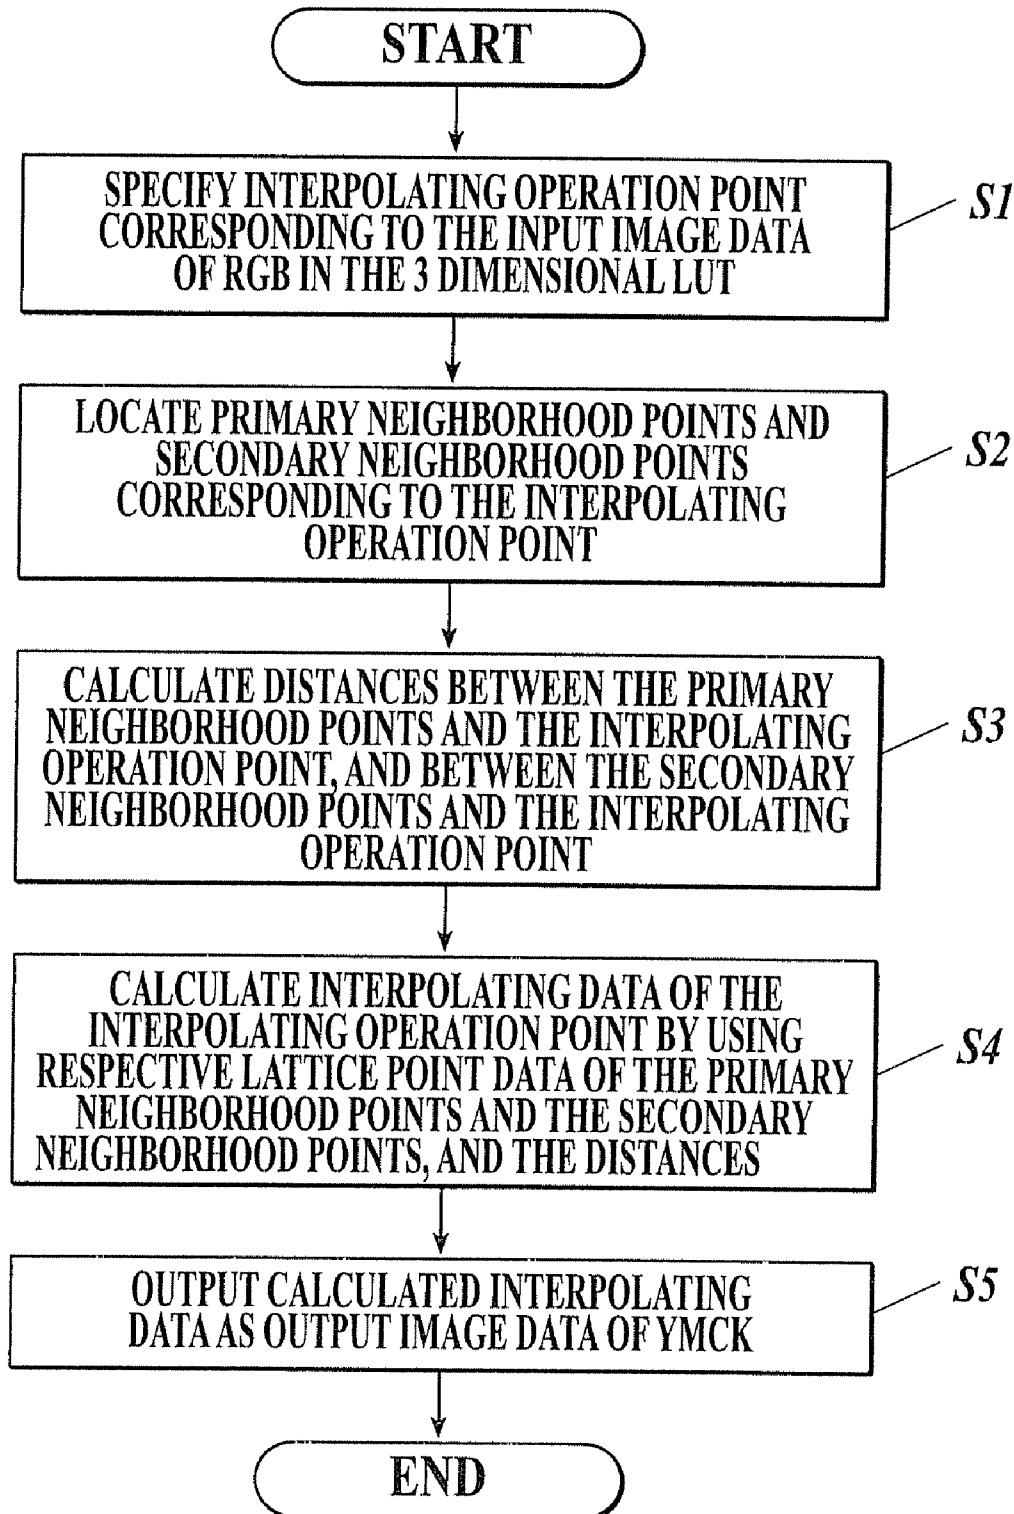 START
SPECIFY INTERPOLATING OPERATION POINT
CORRESPONDING TO THE INPUT IMAGE DATA
OF RGB IN THE 3 DIMENSIONAL LUT
S1
LOCATE PRIMARY NEIGHBORHOOD POINTS AND
SECONDARY NEIGHBORHOOD POINTS
CORRESPONDING TO THE INTERPOLATING
OPERATION POINT
S2
CALCULATE DISTANCES BETWEEN THE PRIMARY
NEIGHBORHOOD POINTS AND THE INTERPOLATING
OPERATION POINT, AND BETWEEN THE SECONDARY
NEIGHBORHOOD POINTS AND THE INTERPOLATING
OPERATION POINT
S3
CALCULATE INTERPOLATING DATA OF THE
INTERPOLATING OPERATION POINT BY USING
RESPECTIVE LATTICE POINT DATA OF THE PRIMARY
NEIGHBORHOOD POINTS AND THE SECONDARY
NEIGHBORHOOD POINTS, AND THE DISTANCES
S4
OUTPUT CALCULATED INTERPOLATING
DATA AS OUTPUT IMAGE DATA OF YMCK
S5
END